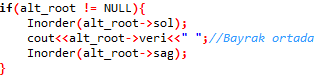 if(alt_root != NULL){
Inorder(alt_root->sol);
cout<<alt_root->veri<<" ";//Bayrak ortada
Inorder(alt_root->sag);
}